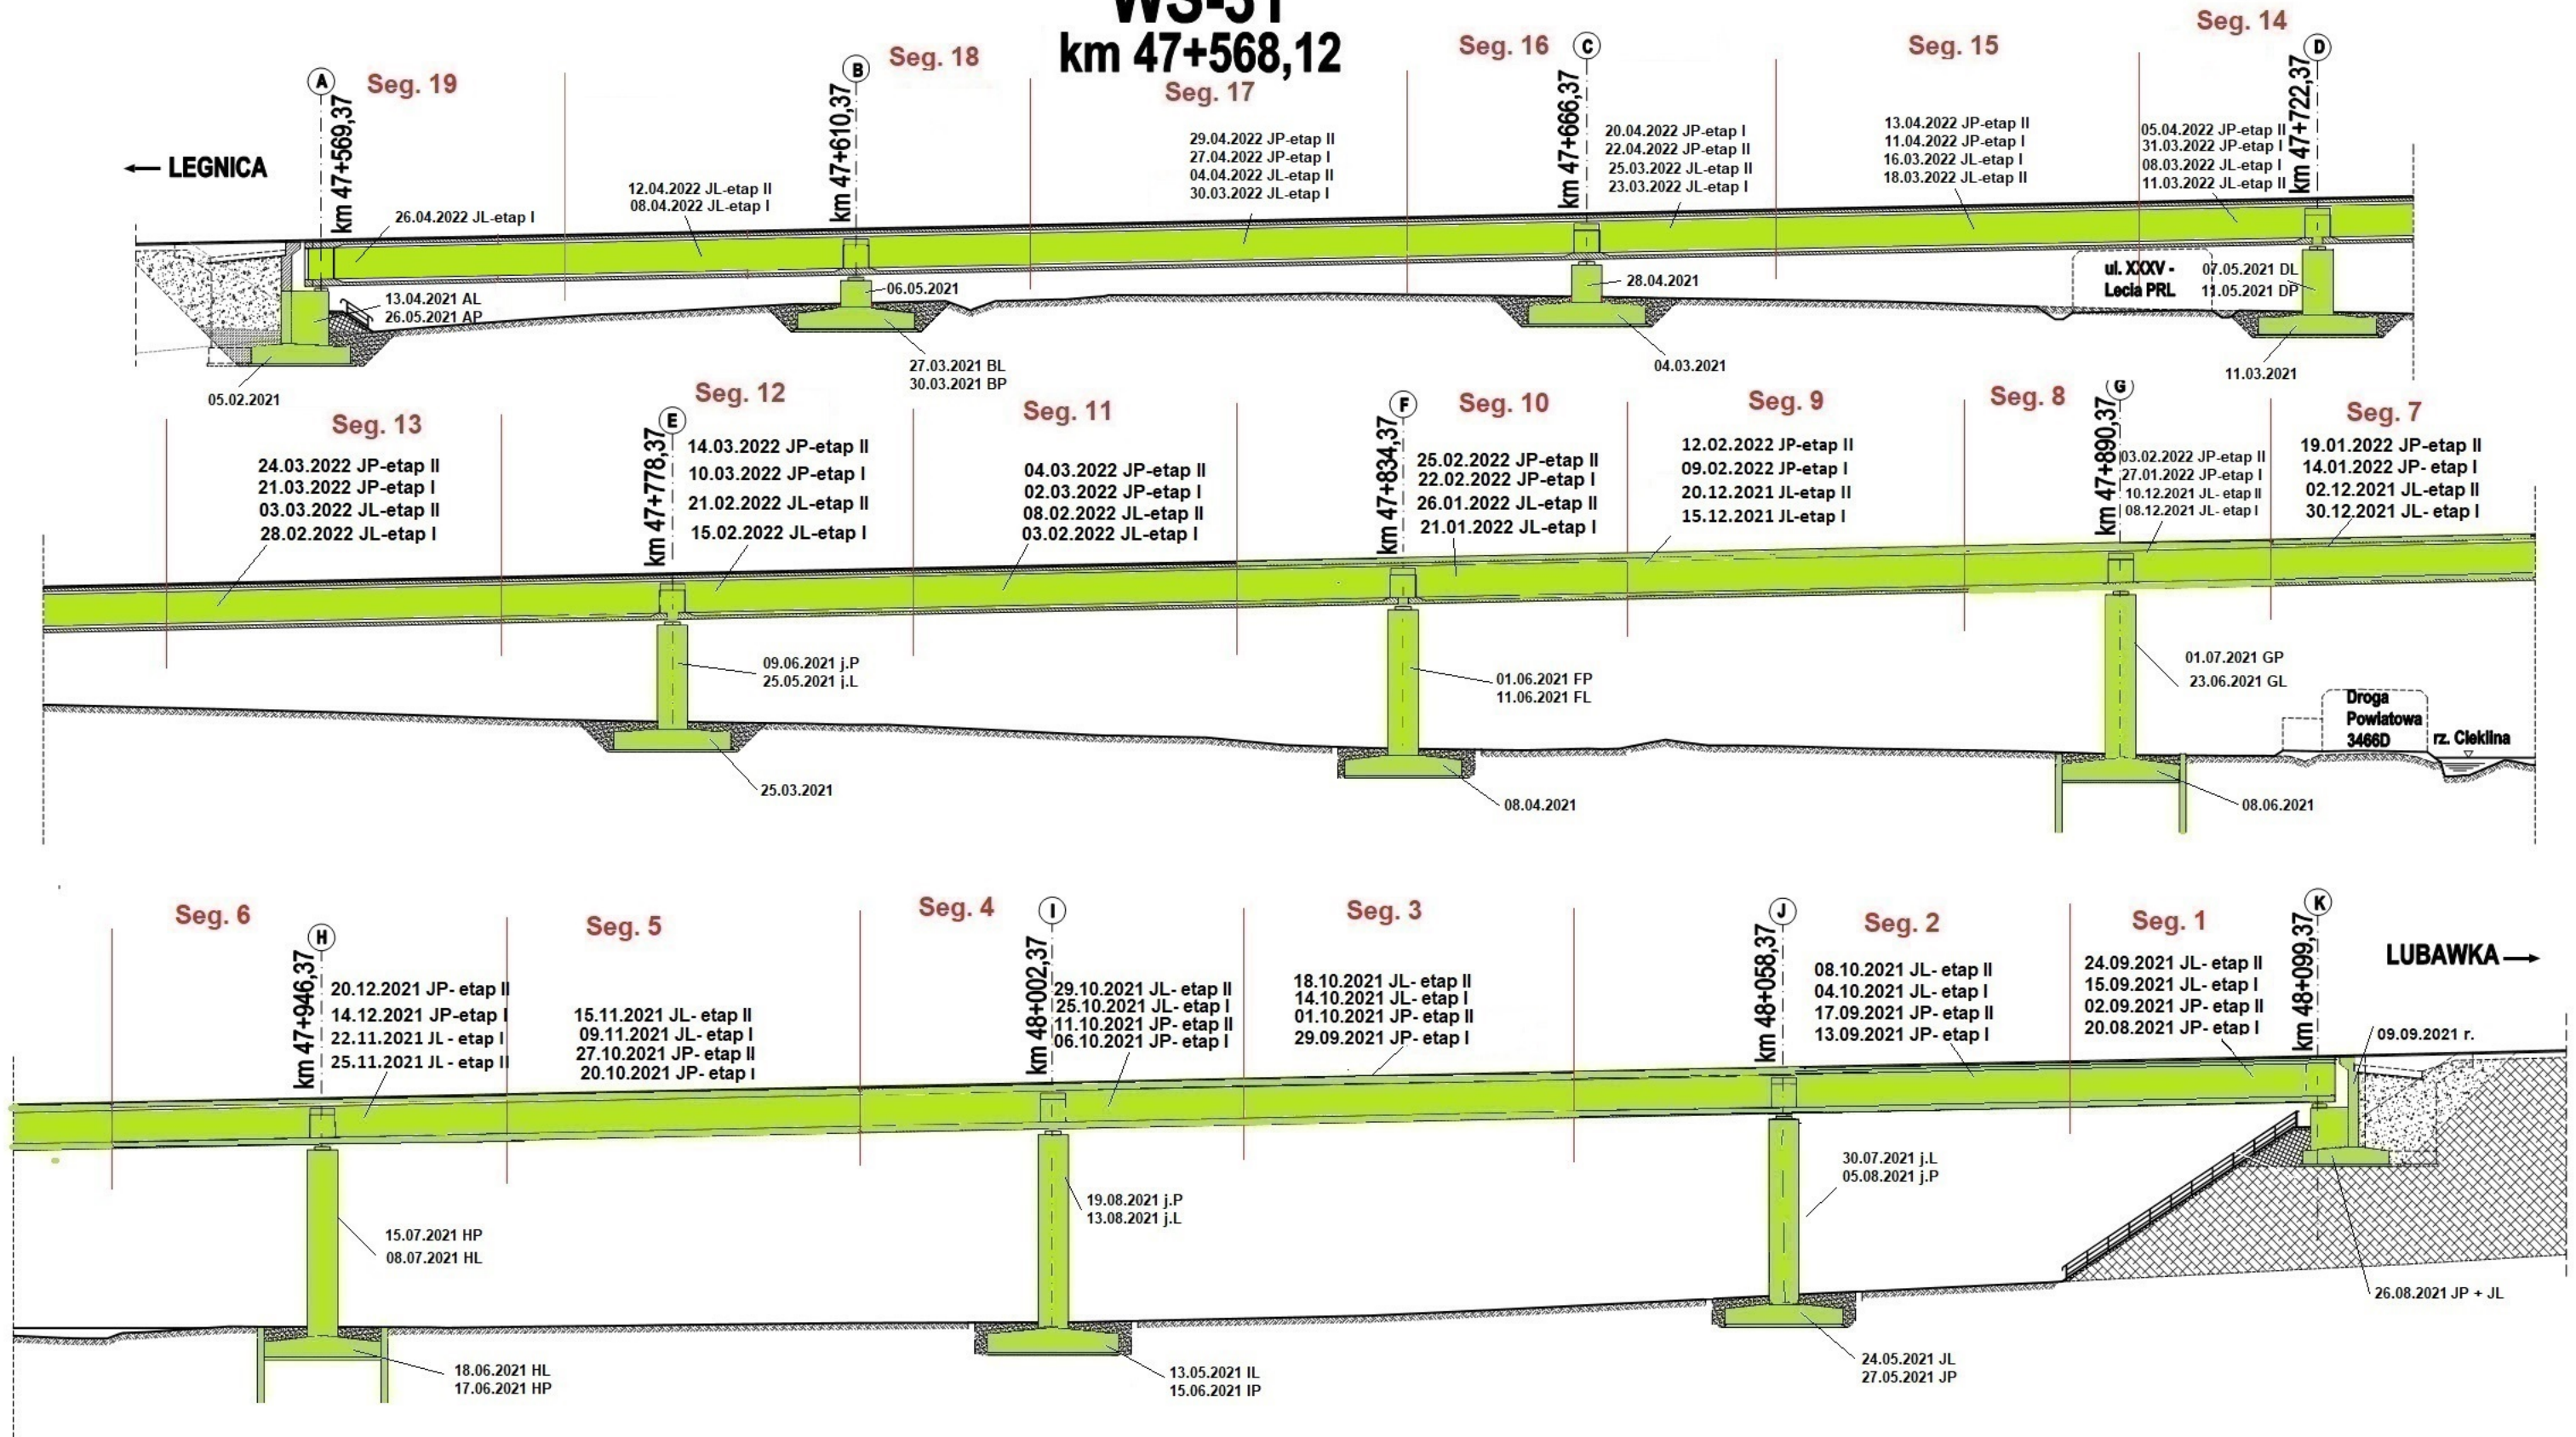 WS-31
km 47+568,12
Seg. 19
Seg. 18
Seg. 17
Seg. 16
Seg. 15
Seg. 14
A
B
C
D
km 47+569,37
km 47+610,37
km 47+666,37
km 47+722,37
← LEGNICA
26.04.2022 JL-etap I
12.04.2022 JL-etap II
08.04.2022 JL-etap I
29.04.2022 JP-etap II
27.04.2022 JP-etap I
04.04.2022 JL-etap II
30.03.2022 JL-etap I
20.04.2022 JP-etap I
22.04.2022 JP-etap II
25.03.2022 JL-etap II
23.03.2022 JL-etap I
13.04.2022 JP-etap II
11.04.2022 JP-etap I
16.03.2022 JL-etap I
18.03.2022 JL-etap II
05.04.2022 JP-etap II
31.03.2022 JP-etap I
08.03.2022 JL-etap I
11.03.2022 JL-etap II
13.04.2021 AL
26.05.2021 AP
05.02.2021
06.05.2021
27.03.2021 BL
30.03.2021 BP
28.04.2021
04.03.2021
ul. XXXV -
Lecia PRL
07.05.2021 DL
11.05.2021 DP
11.03.2021
Seg. 13
Seg. 12
Seg. 11
Seg. 10
Seg. 9
Seg. 8
Seg. 7
E
F
G
km 47+778,37
km 47+834,37
km 47+890,37
24.03.2022 JP-etap II
21.03.2022 JP-etap I
03.03.2022 JL-etap II
28.02.2022 JL-etap I
14.03.2022 JP-etap II
10.03.2022 JP-etap I
21.02.2022 JL-etap II
15.02.2022 JL-etap I
04.03.2022 JP-etap II
02.03.2022 JP-etap I
08.02.2022 JL-etap II
03.02.2022 JL-etap I
25.02.2022 JP-etap II
22.02.2022 JP-etap I
26.01.2022 JL-etap II
21.01.2022 JL-etap I
12.02.2022 JP-etap II
09.02.2022 JP-etap I
20.12.2021 JL-etap II
15.12.2021 JL-etap I
03.02.2022 JP-etap II
27.01.2022 JP-etap I
10.12.2021 JL- etap II
08.12.2021 JL- etap I
19.01.2022 JP-etap II
14.01.2022 JP- etap I
02.12.2021 JL-etap II
30.12.2021 JL- etap I
09.06.2021 j.P
25.05.2021 j.L
25.03.2021
01.06.2021 FP
11.06.2021 FL
08.04.2021
01.07.2021 GP
23.06.2021 GL
08.06.2021
Droga
Powiatowa
3466D
rz. Cieklina
Seg. 6
Seg. 5
Seg. 4
Seg. 3
Seg. 2
Seg. 1
H
I
J
K
km 47+946,37
km 48+002,37
km 48+058,37
km 48+099,37
LUBAWKA →
20.12.2021 JP- etap II
14.12.2021 JP-etap I
22.11.2021 JL - etap I
25.11.2021 JL - etap II
15.11.2021 JL- etap II
09.11.2021 JL- etap I
27.10.2021 JP- etap II
20.10.2021 JP- etap I
29.10.2021 JL- etap II
25.10.2021 JL- etap I
11.10.2021 JP- etap II
06.10.2021 JP- etap I
18.10.2021 JL- etap II
14.10.2021 JL- etap I
01.10.2021 JP- etap II
29.09.2021 JP- etap I
08.10.2021 JL- etap II
04.10.2021 JL- etap I
17.09.2021 JP- etap II
13.09.2021 JP- etap I
24.09.2021 JL- etap II
15.09.2021 JL- etap I
02.09.2021 JP- etap II
20.08.2021 JP- etap I
09.09.2021 r.
15.07.2021 HP
08.07.2021 HL
18.06.2021 HL
17.06.2021 HP
19.08.2021 j.P
13.08.2021 j.L
13.05.2021 IL
15.06.2021 IP
30.07.2021 j.L
05.08.2021 j.P
24.05.2021 JL
27.05.2021 JP
26.08.2021 JP + JL